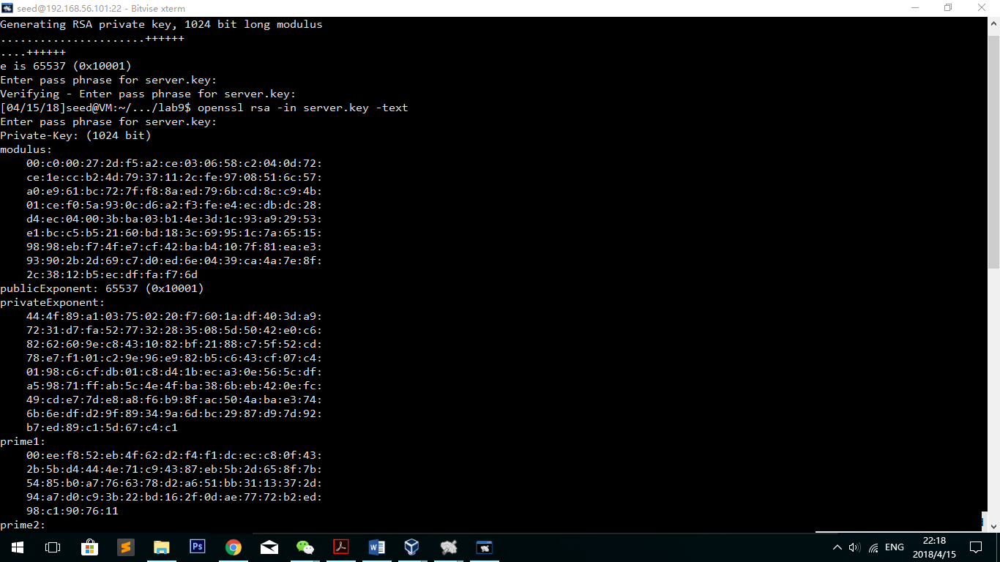 seed@192.168.56.101:22 - Bitvise xterm
Generating RSA private key, 1024 bit long modulus
......................++++++
....++++++
e is 65537 (0x10001)
Enter pass phrase for server.key:
Verifying - Enter pass phrase for server.key:
[04/15/18]seed@VM:~/.../lab9$ openssl rsa -in server.key -text
Enter pass phrase for server.key:
Private-Key: (1024 bit)
modulus:
    00:c0:00:27:2d:f5:a2:ce:03:06:58:c2:04:0d:72:
    ce:1e:cc:b2:4d:79:37:11:2c:fe:97:08:51:6c:57:
    a0:e9:61:bc:72:7f:f8:8a:ed:79:6b:cd:8c:c9:4b:
    01:ce:f0:5a:93:0c:d6:a2:f3:fe:e4:ec:db:dc:28:
    d4:ec:04:00:3b:ba:03:b1:4e:3d:1c:93:a9:29:53:
    e1:bc:c5:b5:21:60:bd:18:3c:69:95:1c:7a:65:15:
    98:98:eb:f7:4f:e7:cf:42:ba:b4:10:7f:81:ea:e3:
    93:90:2b:2d:69:c7:d0:ed:6e:04:39:ca:4a:7e:8f:
    2c:38:12:b5:ec:df:fa:f7:6d
publicExponent: 65537 (0x10001)
privateExponent:
    44:4f:89:a1:03:75:02:20:f7:60:1a:df:40:3d:a9:
    72:31:d7:fa:52:77:32:28:35:08:5d:50:42:e0:c6:
    82:62:60:9e:c8:43:10:82:bf:21:88:c7:5f:52:cd:
    78:e7:f1:01:c2:9e:96:e9:82:b5:c6:43:cf:07:c4:
    01:98:c6:cf:db:01:c8:d4:1b:ec:a3:0e:56:5c:df:
    a5:98:71:ff:ab:5c:4e:4f:ba:38:6b:eb:42:0e:fc:
    49:cd:e7:7d:e8:a8:f6:b9:8f:ac:50:4a:ba:e3:74:
    6b:6e:df:d2:9f:89:34:9a:6d:bc:29:87:d9:7d:92:
    b7:ed:89:c1:5d:67:c4:c1
prime1:
    00:ee:f8:52:eb:4f:62:d2:f4:f1:dc:ec:c8:0f:43:
    2b:5b:d4:44:4e:71:c9:43:87:eb:5b:2d:65:8f:7b:
    54:85:b0:a7:76:63:78:d2:a6:51:bb:31:13:37:2d:
    94:a7:d0:c9:3b:22:bd:16:2f:0d:ae:77:72:b2:ed:
    98:c1:90:76:11
prime2:
Ps
ENG
22:18
2018/4/15